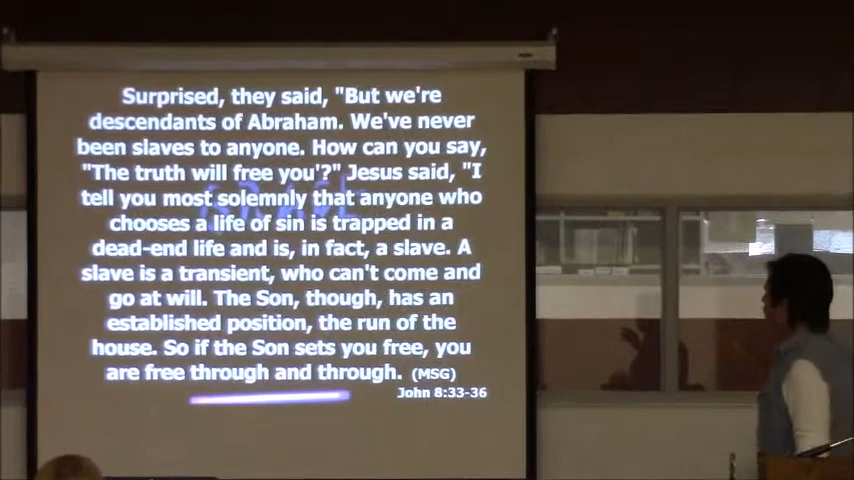 Surprised, they said, "But we're
descendants of Abraham. We've never
been slaves to anyone. How can you say,
"The truth will free you'?" Jesus said, "I
tell you most solemnly that anyone who
chooses a life of sin is trapped in a
dead-end life and is, in fact, a slave. A
slave is a transient, who can't come and
go at will. The Son, though, has an
established position, the run of the
house. So if the Son sets you free, you
are free through and through. (MSG)
John 8:33-36